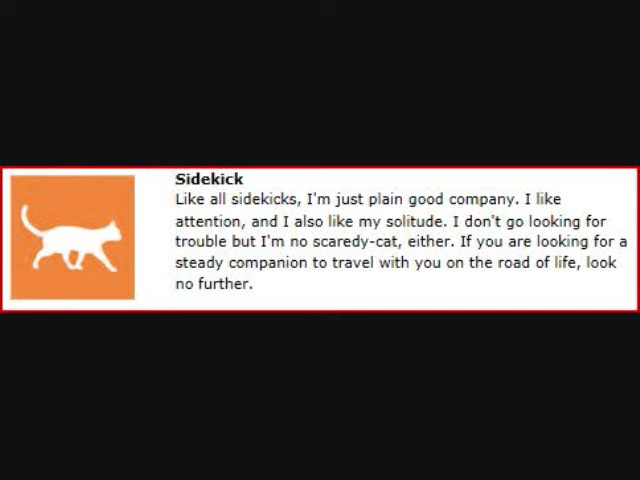 Sidekick
Like all sidekicks, I'm just plain good company. I like
attention, and I also like my solitude. I don't go looking for
trouble but I'm no scaredy-cat, either. If you are looking for a
steady companion to travel with you on the road of life, look
no further.